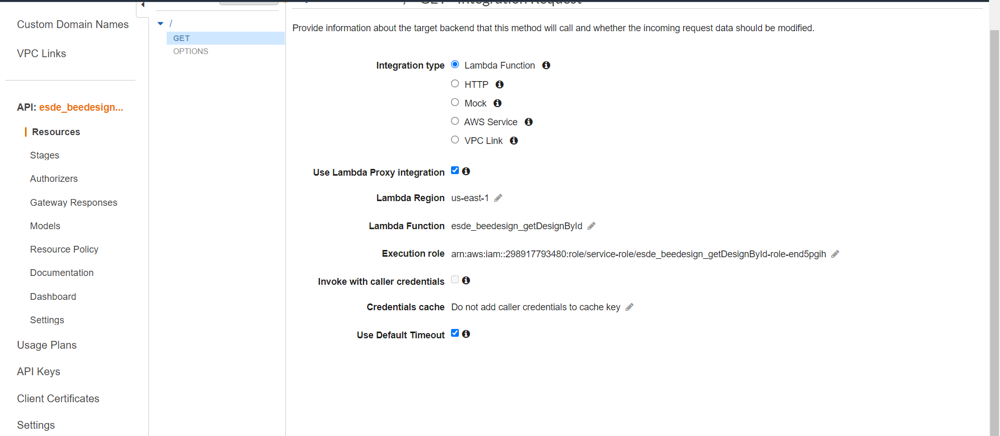 / GET - Integration Request
Custom Domain Names
VPC Links
API: esde_beedesign...
Resources
Stages
Authorizers
Gateway Responses
Models
Resource Policy
Documentation
Dashboard
Settings
Usage Plans
API Keys
Client Certificates
Settings
/
GET
OPTIONS
Provide information about the target backend that this method will call and whether the incoming request data should be modified.
Integration type Lambda Function
HTTP
Mock
AWS Service
VPC Link
Use Lambda Proxy integration
Lambda Region us-east-1
Lambda Function esde_beedesign_getDesignById
Execution role arn:aws:iam::298917793480:role/service-role/esde_beedesign_getDesignById-role-end5pgih
Invoke with caller credentials
Credentials cache Do not add caller credentials to cache key
Use Default Timeout